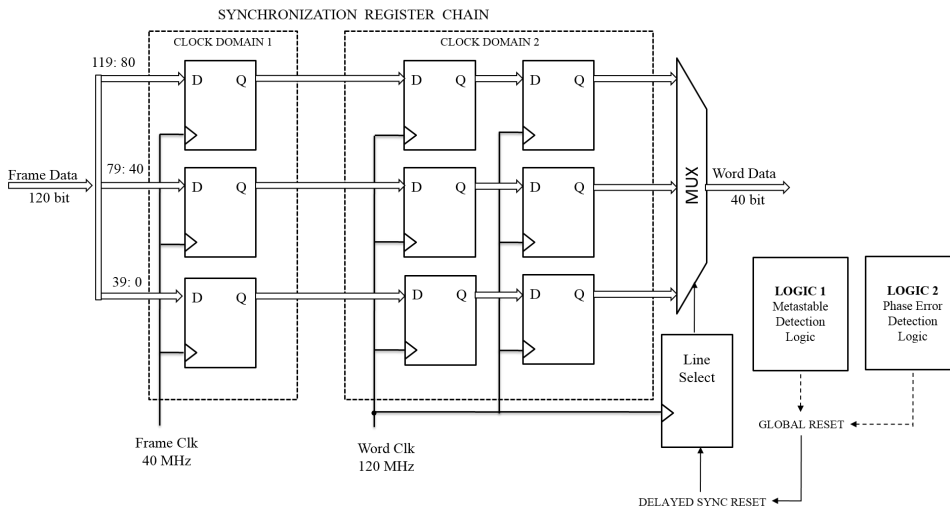 SYNCHRONIZATION REGISTER CHAIN
CLOCK DOMAIN 1
CLOCK DOMAIN 2
119: 80
D Q
D Q
D Q
Frame Data
120 bit
79: 40
D Q
D Q
D Q
MUX
Word Data
40 bit
39: 0
D Q
D Q
D Q
Line
Select
LOGIC 1
Metastable
Detection
Logic
LOGIC 2
Phase Error
Detection
Logic
GLOBAL RESET
Frame Clk
40 MHz
Word Clk
120 MHz
DELAYED SYNC RESET